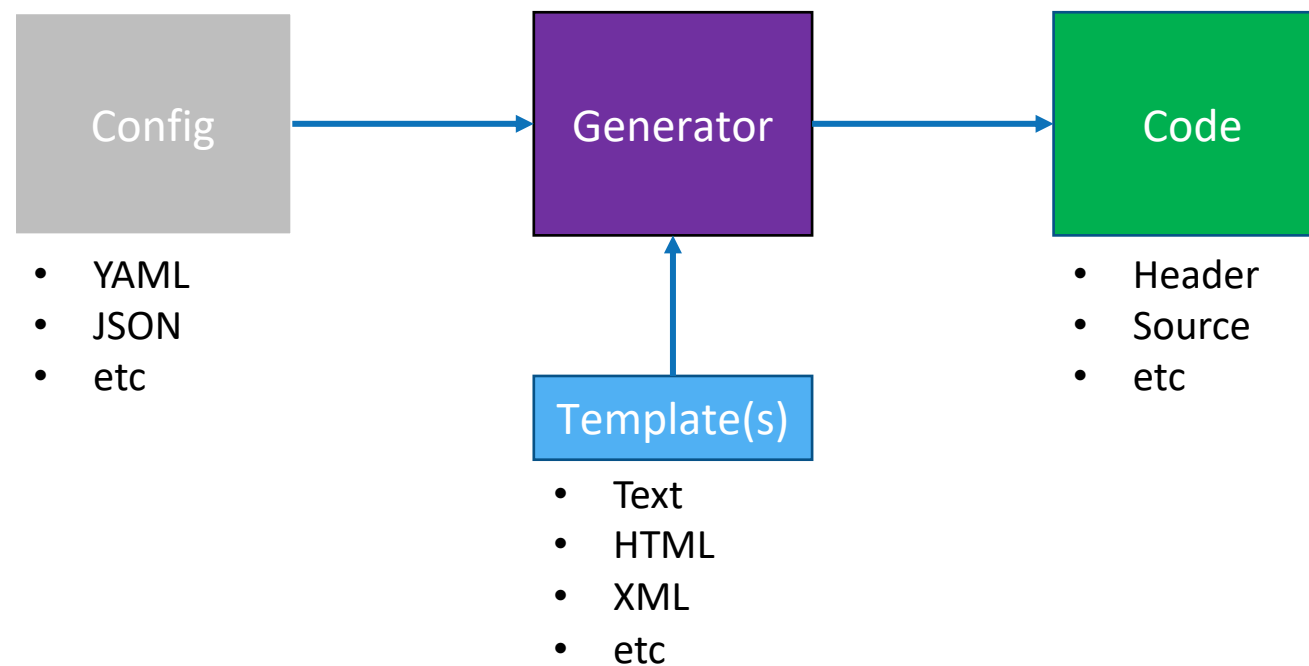 Config
Generator
Code
• YAML
• JSON
• etc
• Header
• Source
• etc
Template(s)
• Text
• HTML
• XML
• etc